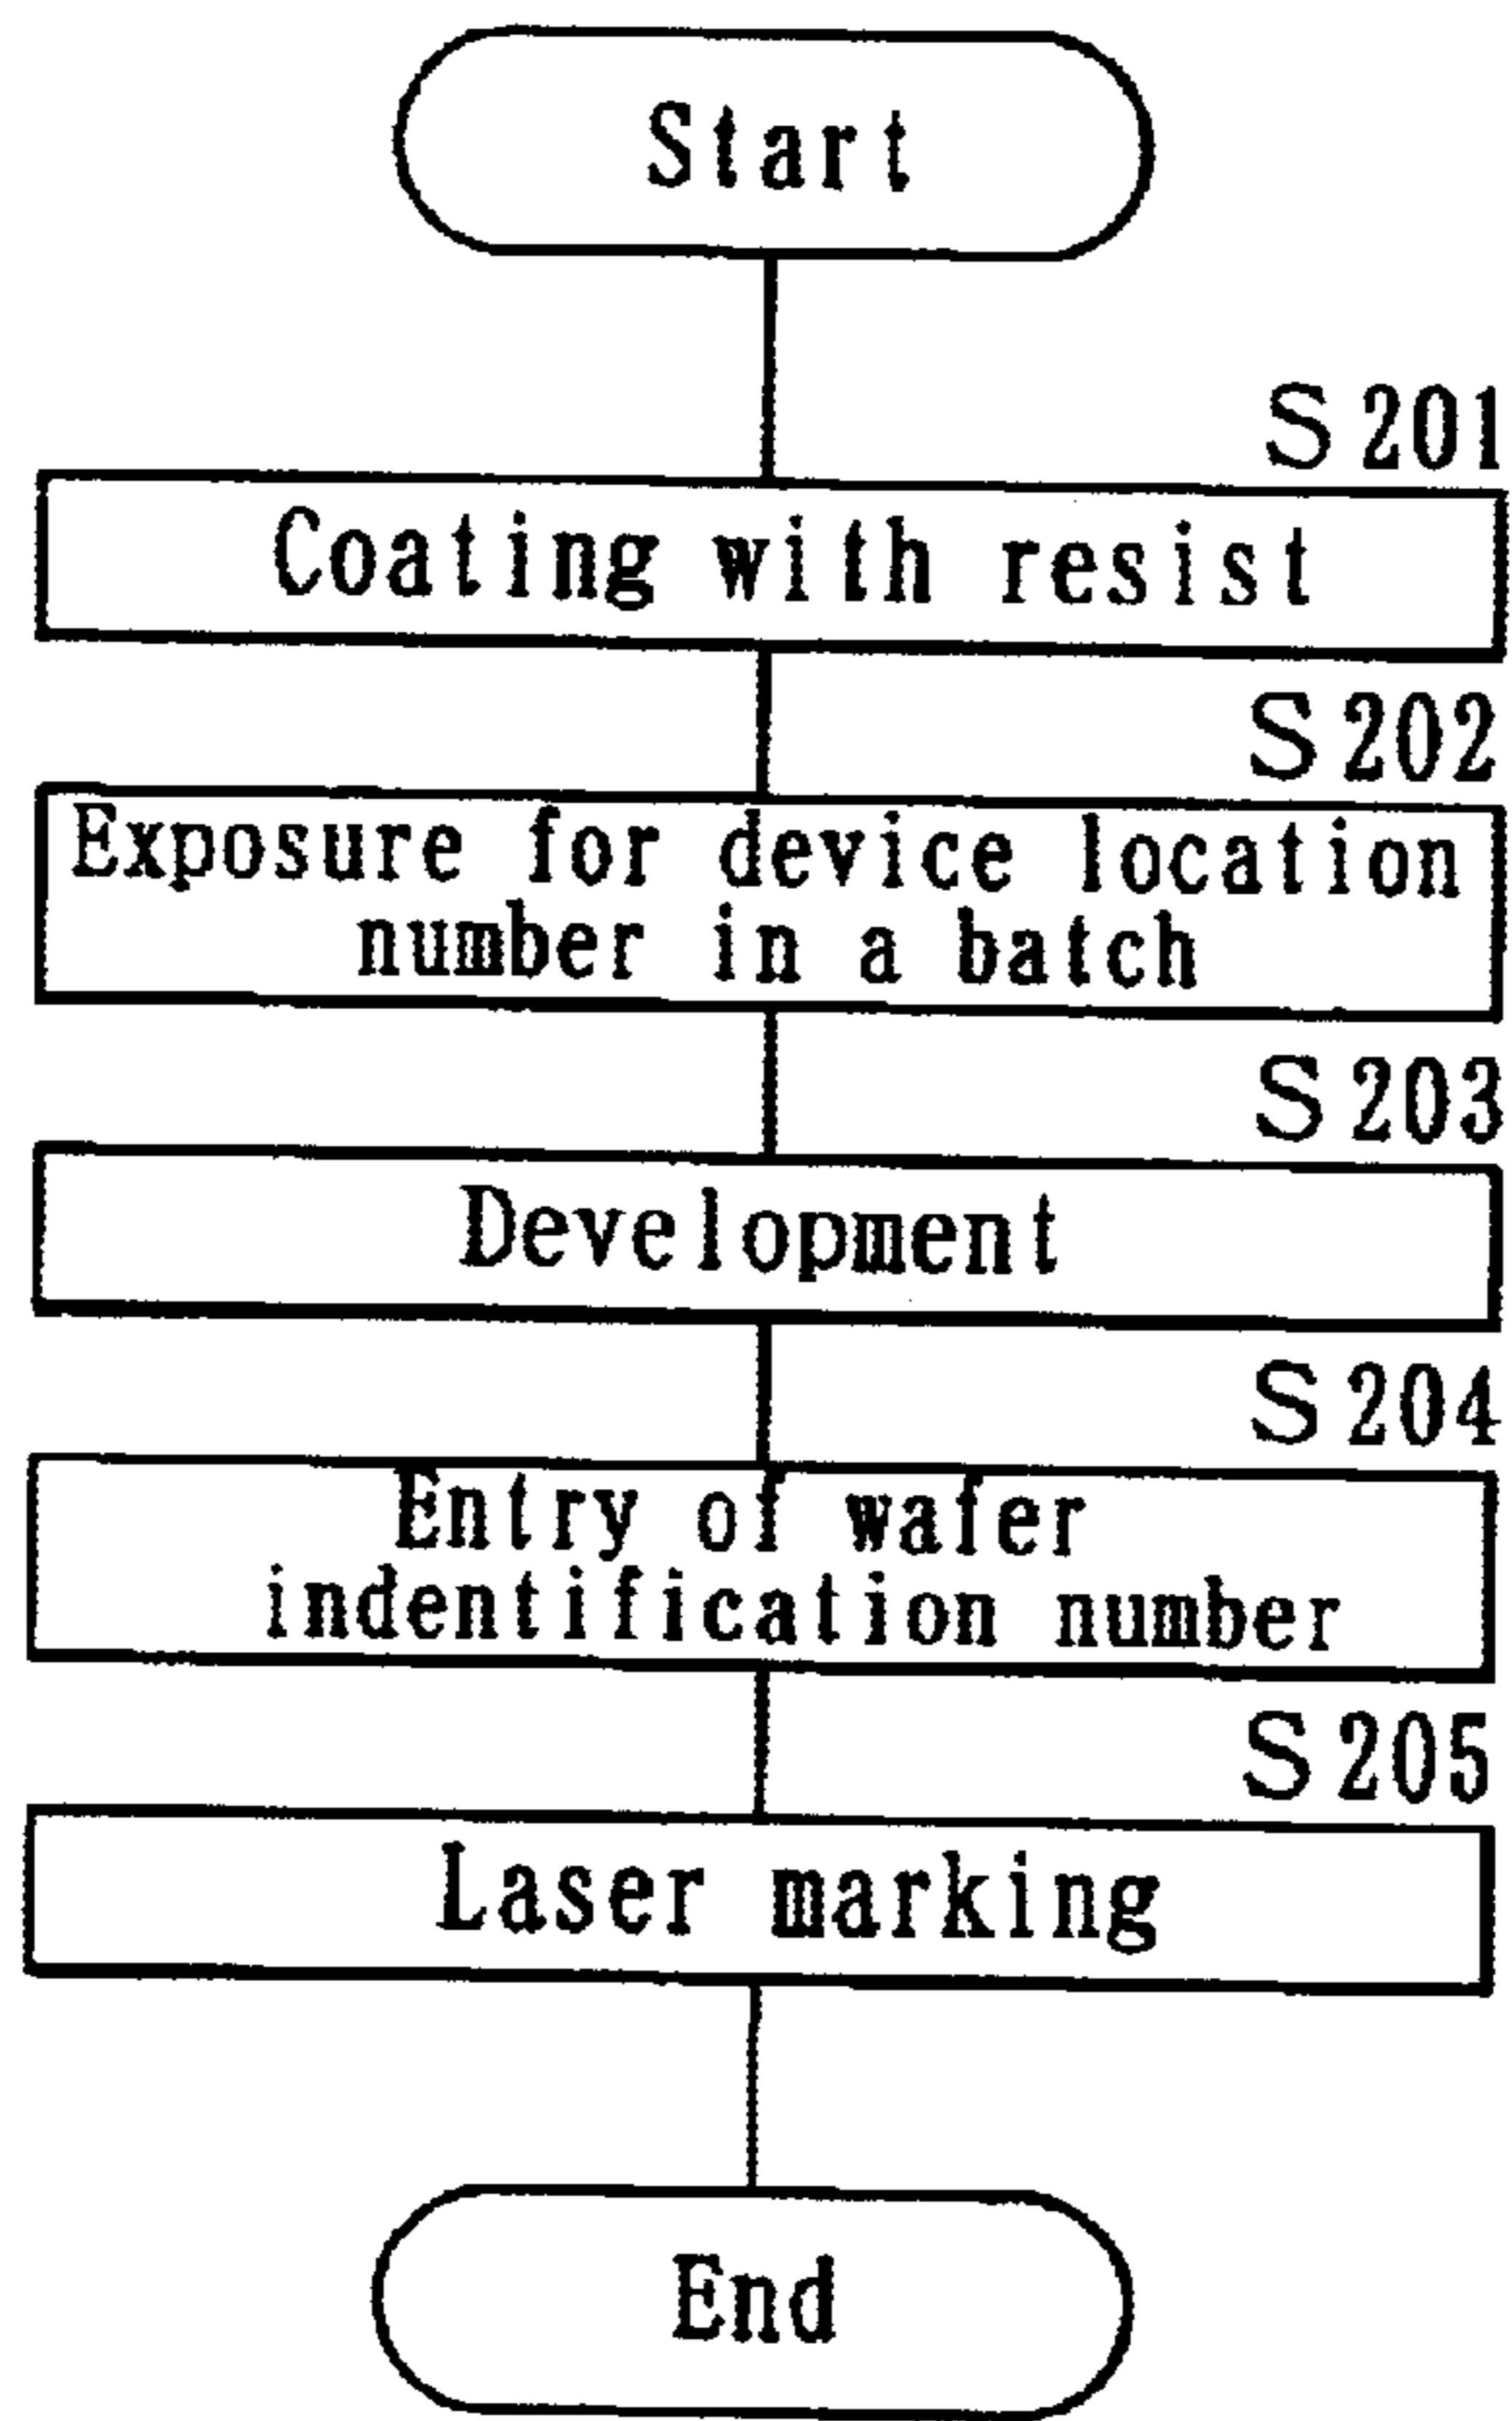 Start
S201
Coating with resist
S202
Exposure for device location
number in a batch
S203
Development
S204
Entry of wafer
indentification number
S205
Laser marking
End